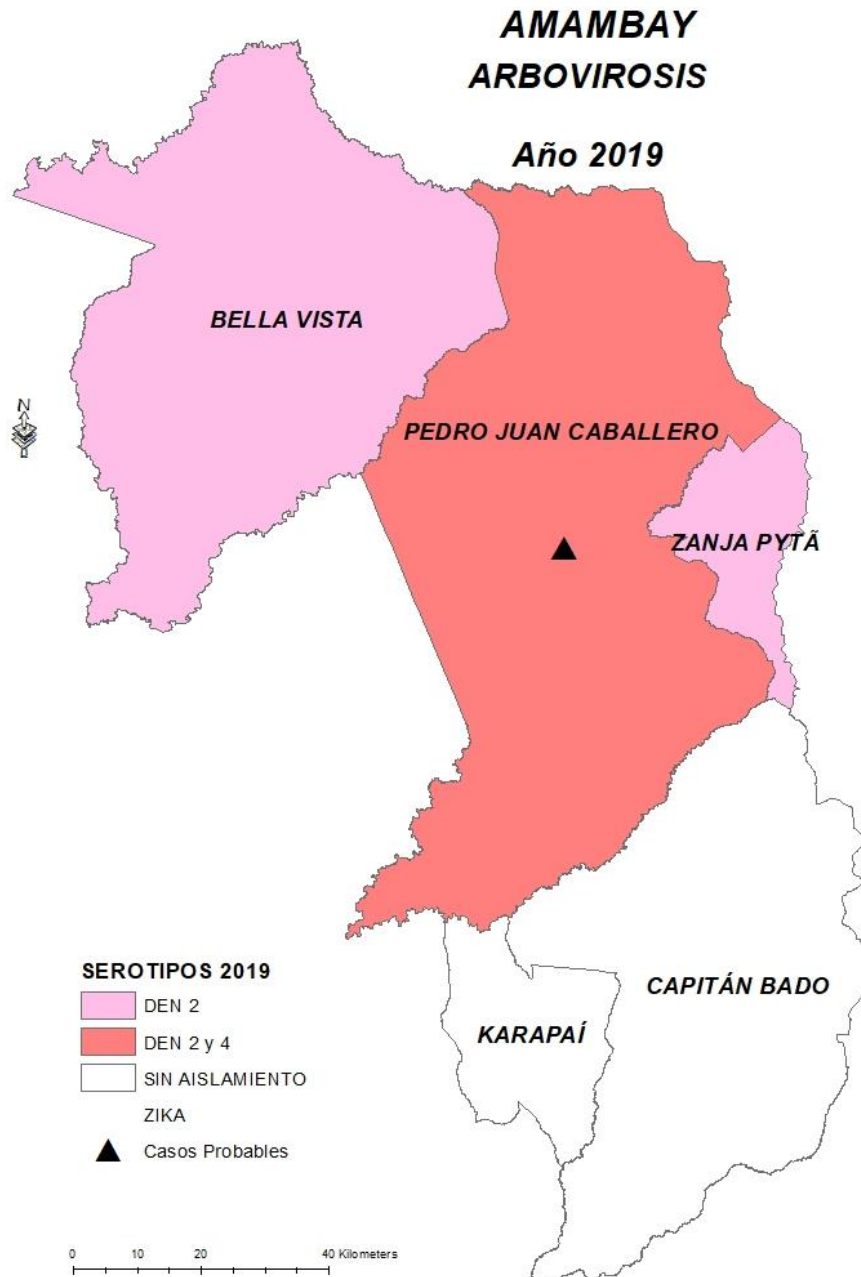 AMAMBAY
ARBOVIROSIS
Año 2019
BELLA VISTA
N
PEDRO JUAN CABALLERO
ZANJA PYTÃ
CAPITÁN BADO
KARAPAÍ
SEROTIPOS 2019
DEN 2
DEN 2 y 4
SIN AISLAMIENTO
ZIKA
Casos Probables
0 10 20 40 Kilometers